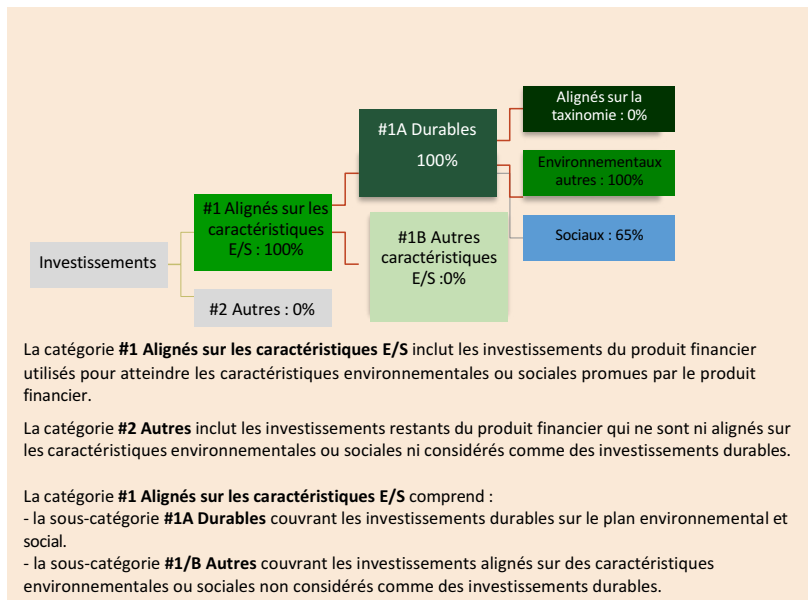 Alignés sur la
taxinomie : 0%
#1A Durables
100%
Environnementaux
autres : 100%
#1 Alignés sur les
caractéristiques
E/S : 100%
Sociaux : 65%
#1B Autres
caractéristiques
E/S :0%
Investissements
#2 Autres : 0%
La catégorie #1 Alignés sur les caractéristiques E/S inclut les investissements du produit financier
utilisés pour atteindre les caractéristiques environnementales ou sociales promues par le produit
financier.
La catégorie #2 Autres inclut les investissements restants du produit financier qui ne sont ni alignés sur
les caractéristiques environnementales ou sociales ni considérés comme des investissements durables.
La catégorie #1 Alignés sur les caractéristiques E/S comprend :
- la sous-catégorie #1A Durables couvrant les investissements durables sur le plan environnemental et
social.
- la sous-catégorie #1/B Autres couvrant les investissements alignés sur des caractéristiques
environnementales ou sociales non considérés comme des investissements durables.